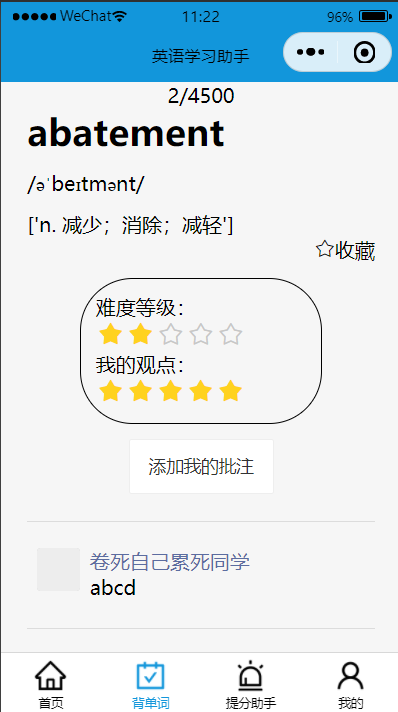 WeChat 11:22 96%
英语学习助手
2/4500
abatement
/əˈbeɪtmənt/
['n. 减少；消除；减轻']
收藏
难度等级：
我的观点：
添加我的批注
卷死自己累死同学
abcd
首页 背单词 提分助手 我的